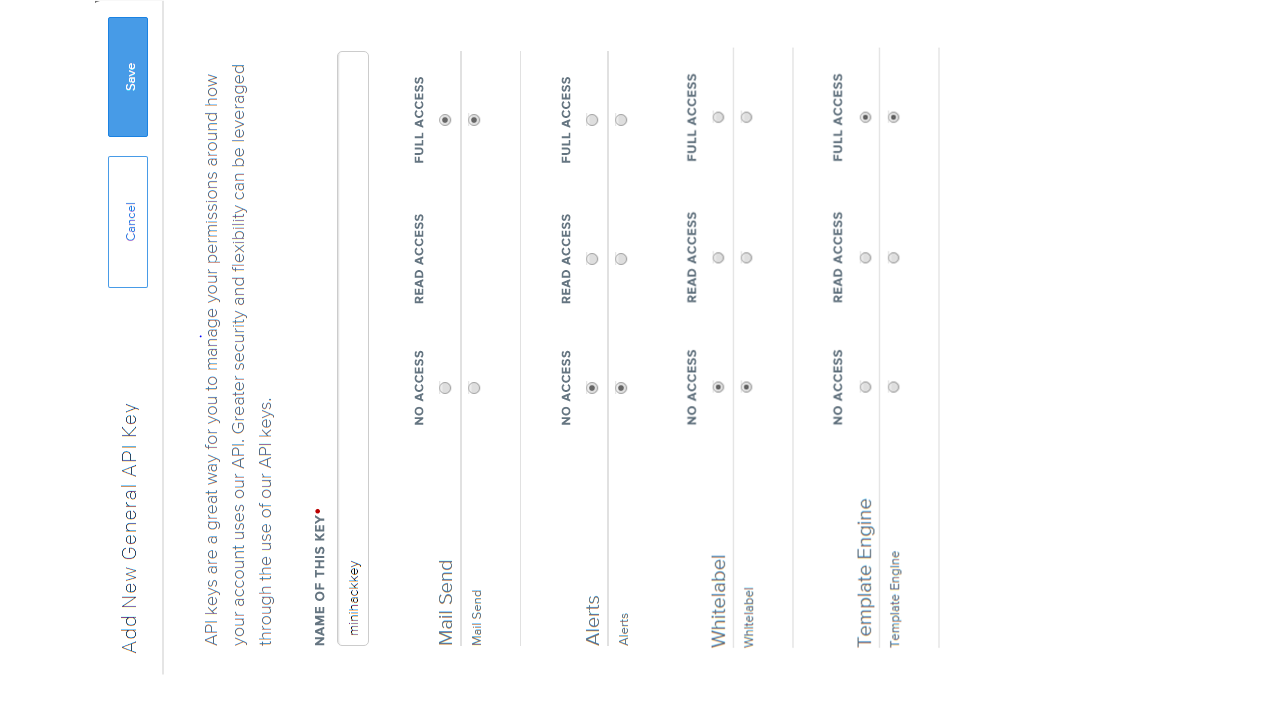 Add New General API Key
Cancel
Save
API keys are a great way for you to manage your permissions around how
your account uses our API. Greater security and flexibility can be leveraged
through the use of our API keys.
NAME OF THIS KEY•
minihackkey
NO ACCESS READ ACCESS FULL ACCESS
Mail Send
Mail Send
NO ACCESS READ ACCESS FULL ACCESS
Alerts
Alerts
NO ACCESS READ ACCESS FULL ACCESS
Whitelabel
Whitelabel
NO ACCESS READ ACCESS FULL ACCESS
Template Engine
Template Engine